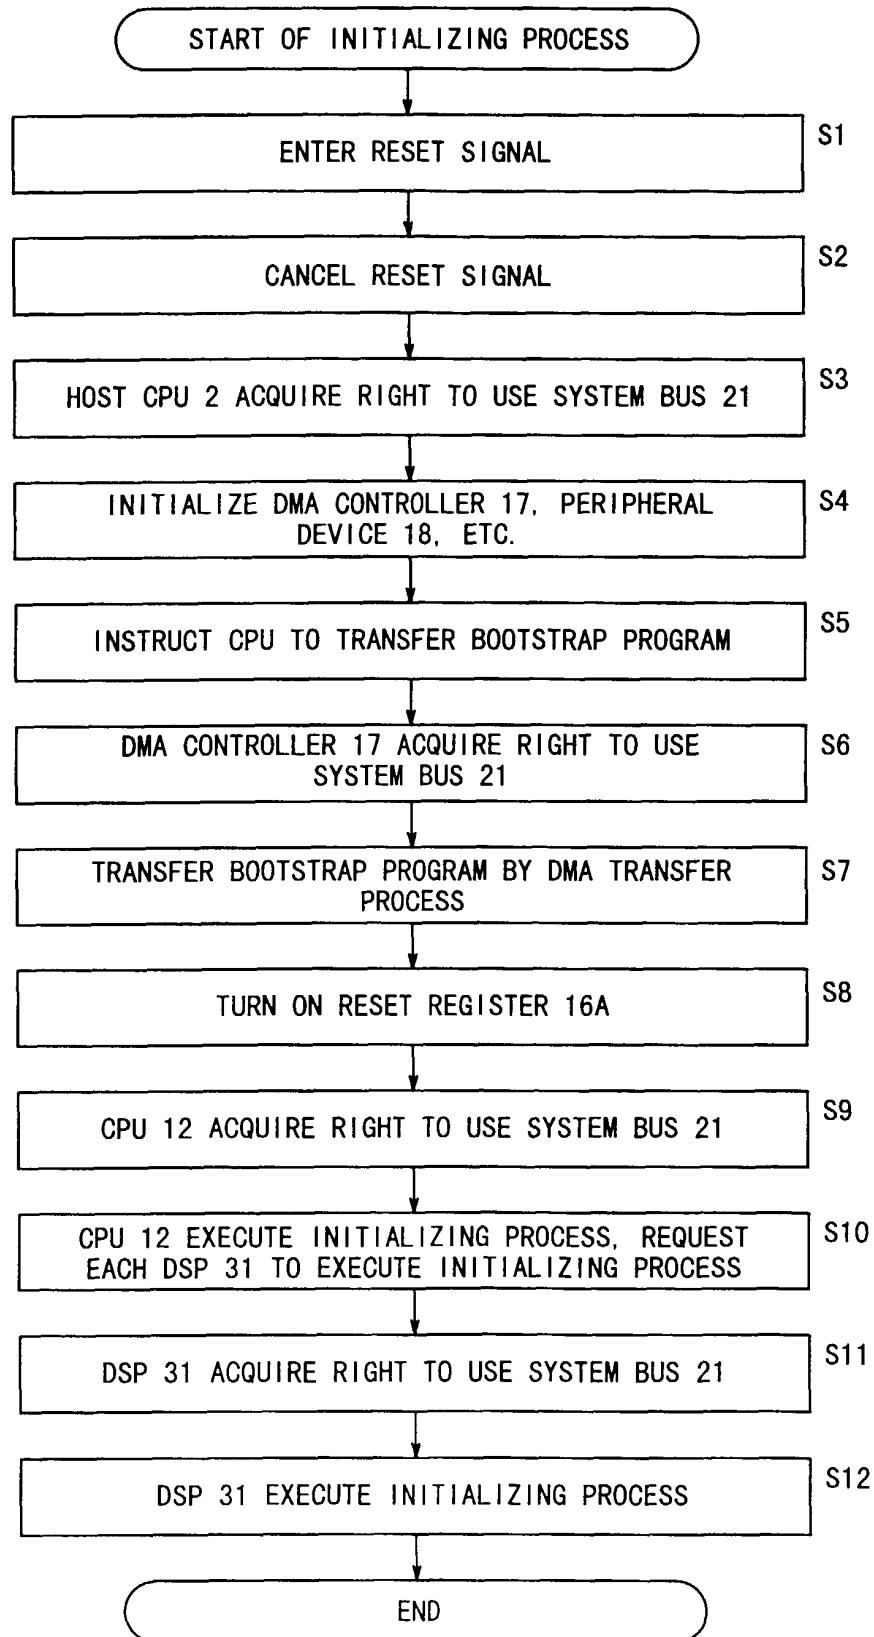 START OF INITIALIZING PROCESS
ENTER RESET SIGNAL
S1
CANCEL RESET SIGNAL
S2
HOST CPU 2 ACQUIRE RIGHT TO USE SYSTEM BUS 21
S3
INITIALIZE DMA CONTROLLER 17, PERIPHERAL
DEVICE 18, ETC.
S4
INSTRUCT CPU TO TRANSFER BOOTSTRAP PROGRAM
S5
DMA CONTROLLER 17 ACQUIRE RIGHT TO USE
SYSTEM BUS 21
S6
TRANSFER BOOTSTRAP PROGRAM BY DMA TRANSFER
PROCESS
S7
TURN ON RESET REGISTER 16A
S8
CPU 12 ACQUIRE RIGHT TO USE SYSTEM BUS 21
S9
CPU 12 EXECUTE INITIALIZING PROCESS, REQUEST
EACH DSP 31 TO EXECUTE INITIALIZING PROCESS
S10
DSP 31 ACQUIRE RIGHT TO USE SYSTEM BUS 21
S11
DSP 31 EXECUTE INITIALIZING PROCESS
S12
END